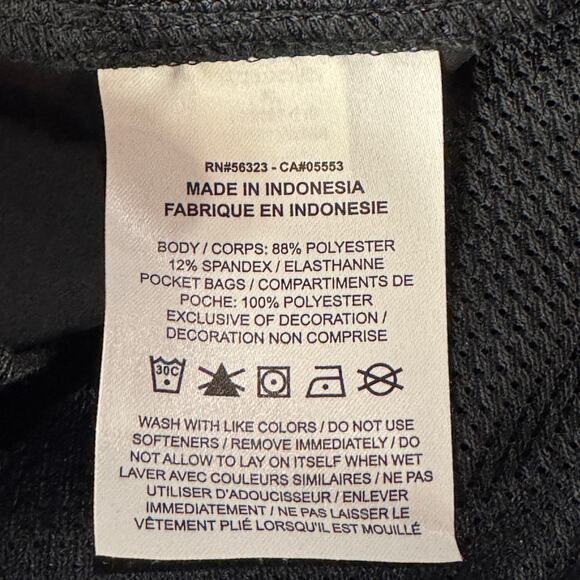 RN#56323 - CA#05553
MADE IN INDONESIA
FABRIQUE EN INDONESIE
BODY / CORPS: 88% POLYESTER
12% SPANDEX / ELASTHANNE
POCKET BAGS / COMPARTIMENTS DE
POCHE: 100% POLYESTER
EXCLUSIVE OF DECORATION /
DECORATION NON COMPRISE
30C
WASH WITH LIKE COLORS / DO NOT USE
SOFTENERS / REMOVE IMMEDIATELY / DO
NOT ALLOW TO LAY ON ITSELF WHEN WET
LAVER AVEC COULEURS SIMILAIRES / NE PAS
UTILISER D'ADOUCISSEUR / ENLEVER
IMMEDIATEMENT / NE PAS LAISSER LE
VÊTEMENT PLIÉ LORSQU'IL EST MOUILLÉ